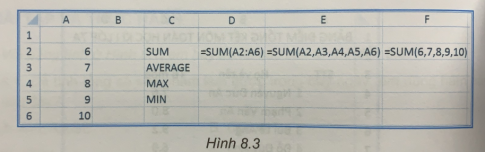 A B C D E F
1
2 6 SUM =SUM(A2:A6) =SUM(A2,A3,A4,A5,A6) =SUM(6,7,8,9,10)
3 7 AVERAGE
4 8 MAX
5 9 MIN
6 10
Hình 8.3